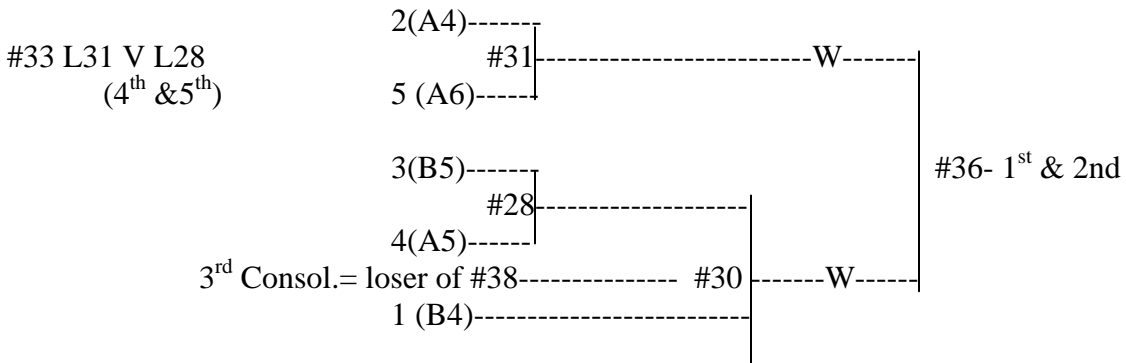 2(A4)-------
#33 L31 V L28 #31-----------------------------W-------
(4th &5th) 5 (A6)------
3(B5)------- #36- 1st & 2nd
#28--------------------
4(A5)------
3rd Consol.= loser of #38--------------- #30 -------W------
1 (B4)----------------------------